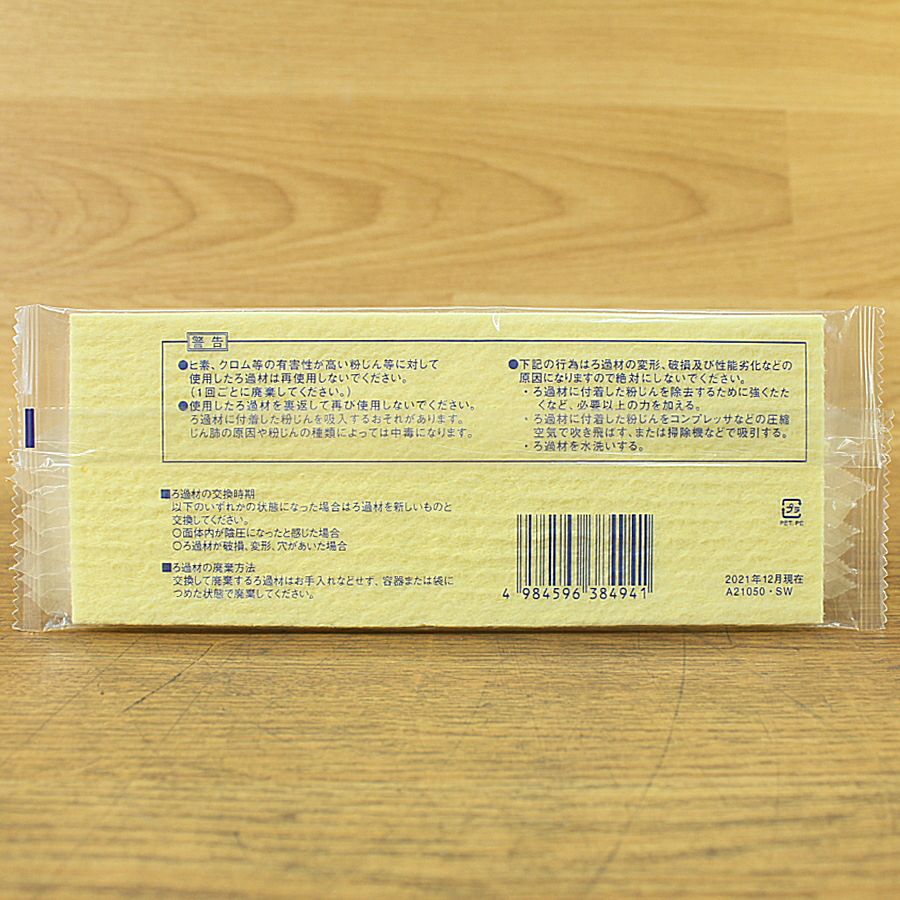 警告
●ヒ素、クロム等の有害性が高い粉じん等に対して
使用したろ過材は再使用しないでください。
(1回ごとに廃棄してください。)
●使用したろ過材を裏返して再び使用しないでください。
ろ過材に付着した粉じんを吸入するおそれがあります。
じん肺の原因や粉じんの種類によっては中毒になります。
●下記の行為はろ過材の変形、破損及び性能劣化などの
原因になりますので絶対にしないでください。
・ろ過材に付着した粉じんを除去するために強くたた
くなど、必要以上の力を加える。
・ろ過材に付着した粉じんをコンプレッサなどの圧縮
空気で吹き飛ばす、または掃除機などで吸引する。
・ろ過材を水洗いする。
■ろ過材の交換時期
以下のいずれかの状態になった場合はろ過材を新しいものと
交換してください。
○面体内が陰圧になったと感じた場合
○ろ過材が破損、変形、穴があいた場合
■ろ過材の廃棄方法
交換して廃棄するろ過材はお手入れなどせず、容器または袋に
つめた状態で廃棄してください。
4 984596 384941
プラ
PET・PE
2021年12月現在
A21050・SW